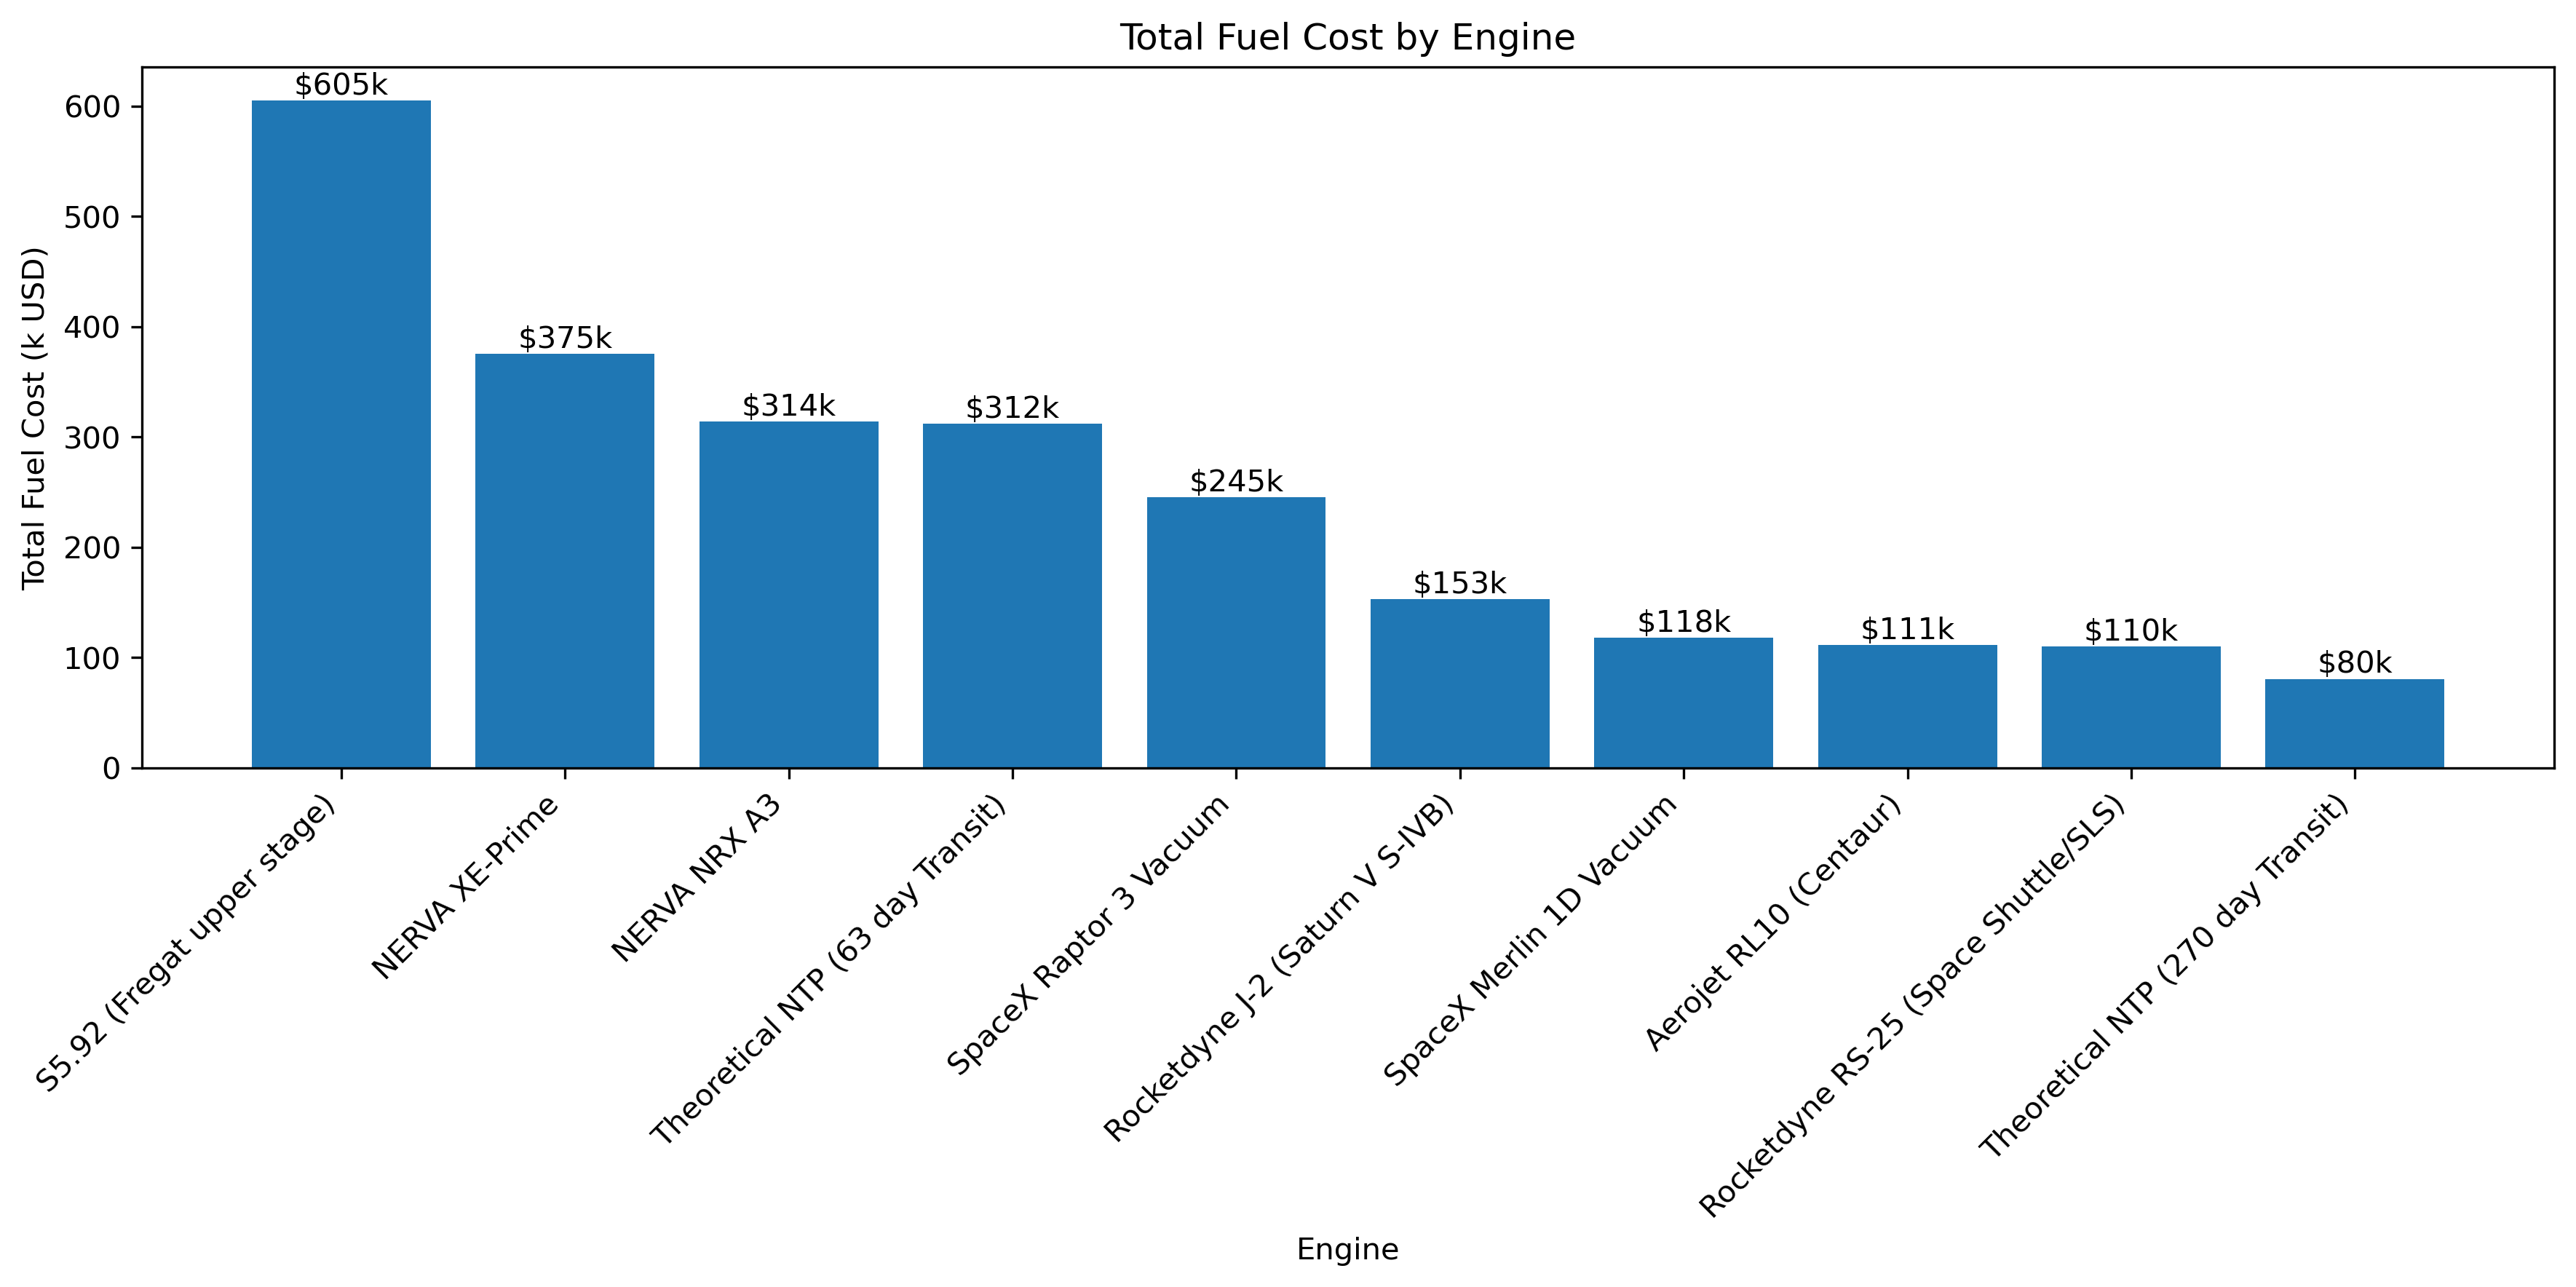 Total Fuel Cost by Engine
Total Fuel Cost (k USD)
600
500
400
300
200
100
0
$605k
$375k
$314k
$312k
$245k
$153k
$118k
$111k
$110k
$80k
S5.92 (Fregat upper stage)
NERVA XE-Prime
NERVA NRX A3
Theoretical NTP (63 day Transit)
SpaceX Raptor 3 Vacuum
Rocketdyne J-2 (Saturn V S-IVB)
SpaceX Merlin 1D Vacuum
Aerojet RL10 (Centaur)
Rocketdyne RS-25 (Space Shuttle/SLS)
Theoretical NTP (270 day Transit)
Engine